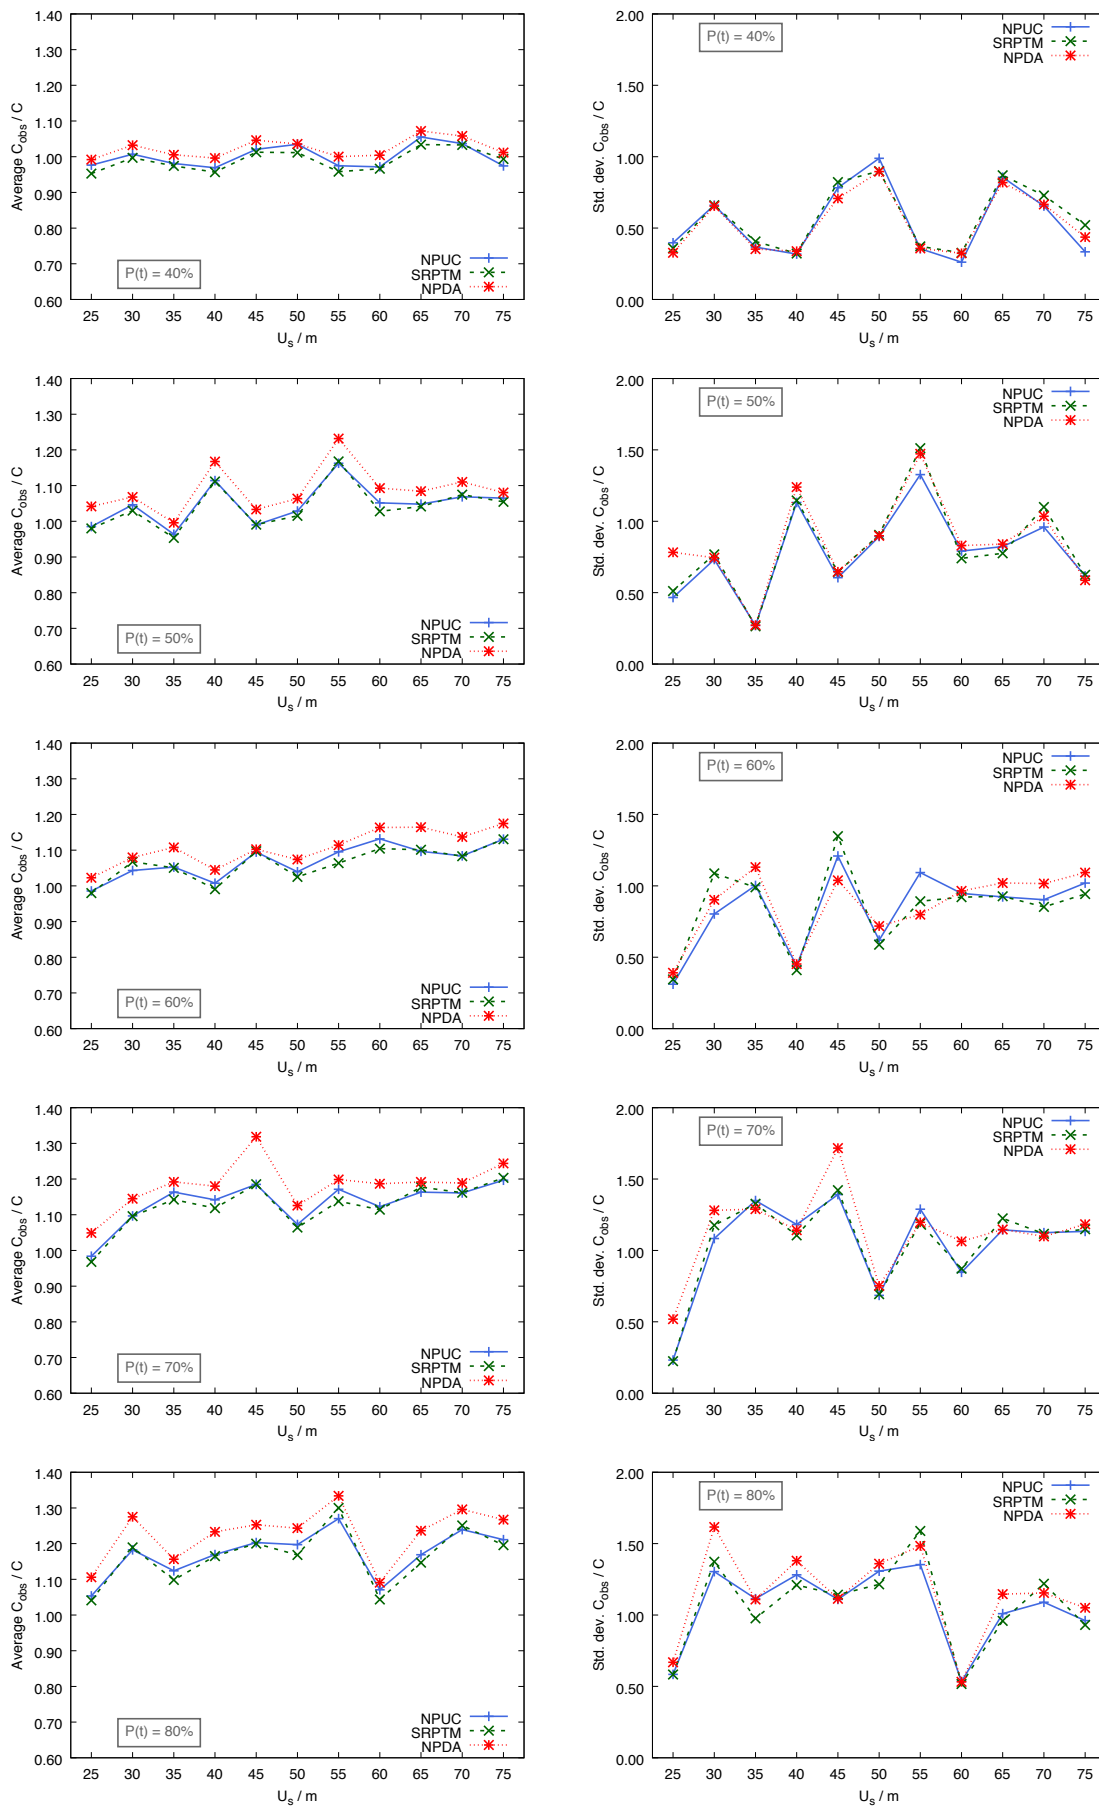 1.40
1.30
1.20
1.10
1.00
0.90
0.80
0.70
0.60
Average C_obs / C
P(t) = 40%
NPUC
SRPTM
NPDA
25 30 35 40 45 50 55 60 65 70 75
U_s / m
2.00
1.50
1.00
0.50
0.00
Std. dev. C_obs / C
P(t) = 40%
NPUC
SRPTM
NPDA
25 30 35 40 45 50 55 60 65 70 75
U_s / m
1.40
1.30
1.20
1.10
1.00
0.90
0.80
0.70
0.60
Average C_obs / C
P(t) = 50%
NPUC
SRPTM
NPDA
25 30 35 40 45 50 55 60 65 70 75
U_s / m
2.00
1.50
1.00
0.50
0.00
Std. dev. C_obs / C
P(t) = 50%
NPUC
SRPTM
NPDA
25 30 35 40 45 50 55 60 65 70 75
U_s / m
1.40
1.30
1.20
1.10
1.00
0.90
0.80
0.70
0.60
Average C_obs / C
P(t) = 60%
NPUC
SRPTM
NPDA
25 30 35 40 45 50 55 60 65 70 75
U_s / m
2.00
1.50
1.00
0.50
0.00
Std. dev. C_obs / C
P(t) = 60%
NPUC
SRPTM
NPDA
25 30 35 40 45 50 55 60 65 70 75
U_s / m
1.40
1.30
1.20
1.10
1.00
0.90
0.80
0.70
0.60
Average C_obs / C
P(t) = 70%
NPUC
SRPTM
NPDA
25 30 35 40 45 50 55 60 65 70 75
U_s / m
2.00
1.50
1.00
0.50
0.00
Std. dev. C_obs / C
P(t) = 70%
NPUC
SRPTM
NPDA
25 30 35 40 45 50 55 60 65 70 75
U_s / m
1.40
1.30
1.20
1.10
1.00
0.90
0.80
0.70
0.60
Average C_obs / C
P(t) = 80%
NPUC
SRPTM
NPDA
25 30 35 40 45 50 55 60 65 70 75
U_s / m
2.00
1.50
1.00
0.50
0.00
Std. dev. C_obs / C
P(t) = 80%
NPUC
SRPTM
NPDA
25 30 35 40 45 50 55 60 65 70 75
U_s / m